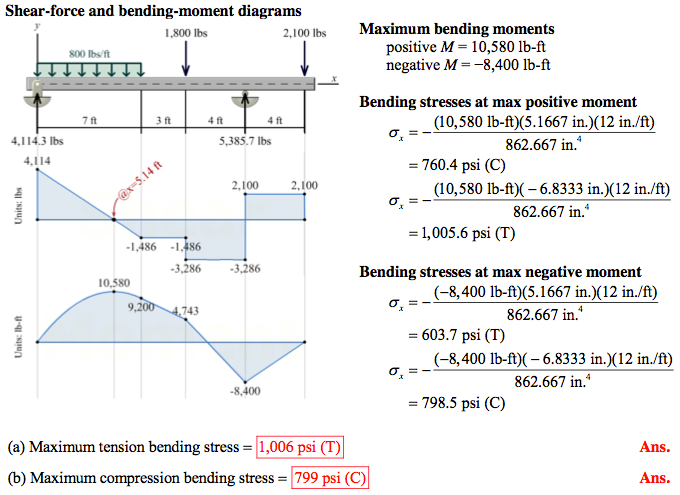 Shear-force and bending-moment diagrams
y
1,800 lbs
2,100 lbs
800 lbs/ft
x
7 ft
3 ft
4 ft
4 ft
4,114.3 lbs
5,385.7 lbs
4,114
@x=5.14 ft
2,100
2,100
Units: lbs
-1,486
-1,486
-3,286
-3,286
10,580
9,200
4,743
Units: lb-ft
-8,400
Maximum bending moments
positive M = 10,580 lb-ft
negative M = −8,400 lb-ft
Bending stresses at max positive moment
σx = − (10,580 lb-ft)(5.1667 in.)(12 in./ft)
862.667 in.⁴
= 760.4 psi (C)
σx = − (10,580 lb-ft)(−6.8333 in.)(12 in./ft)
862.667 in.⁴
= 1,005.6 psi (T)
Bending stresses at max negative moment
σx = − (−8,400 lb-ft)(5.1667 in.)(12 in./ft)
862.667 in.⁴
= 603.7 psi (T)
σx = − (−8,400 lb-ft)(−6.8333 in.)(12 in./ft)
862.667 in.⁴
= 798.5 psi (C)
(a) Maximum tension bending stress = 1,006 psi (T) Ans.
(b) Maximum compression bending stress = 799 psi (C) Ans.